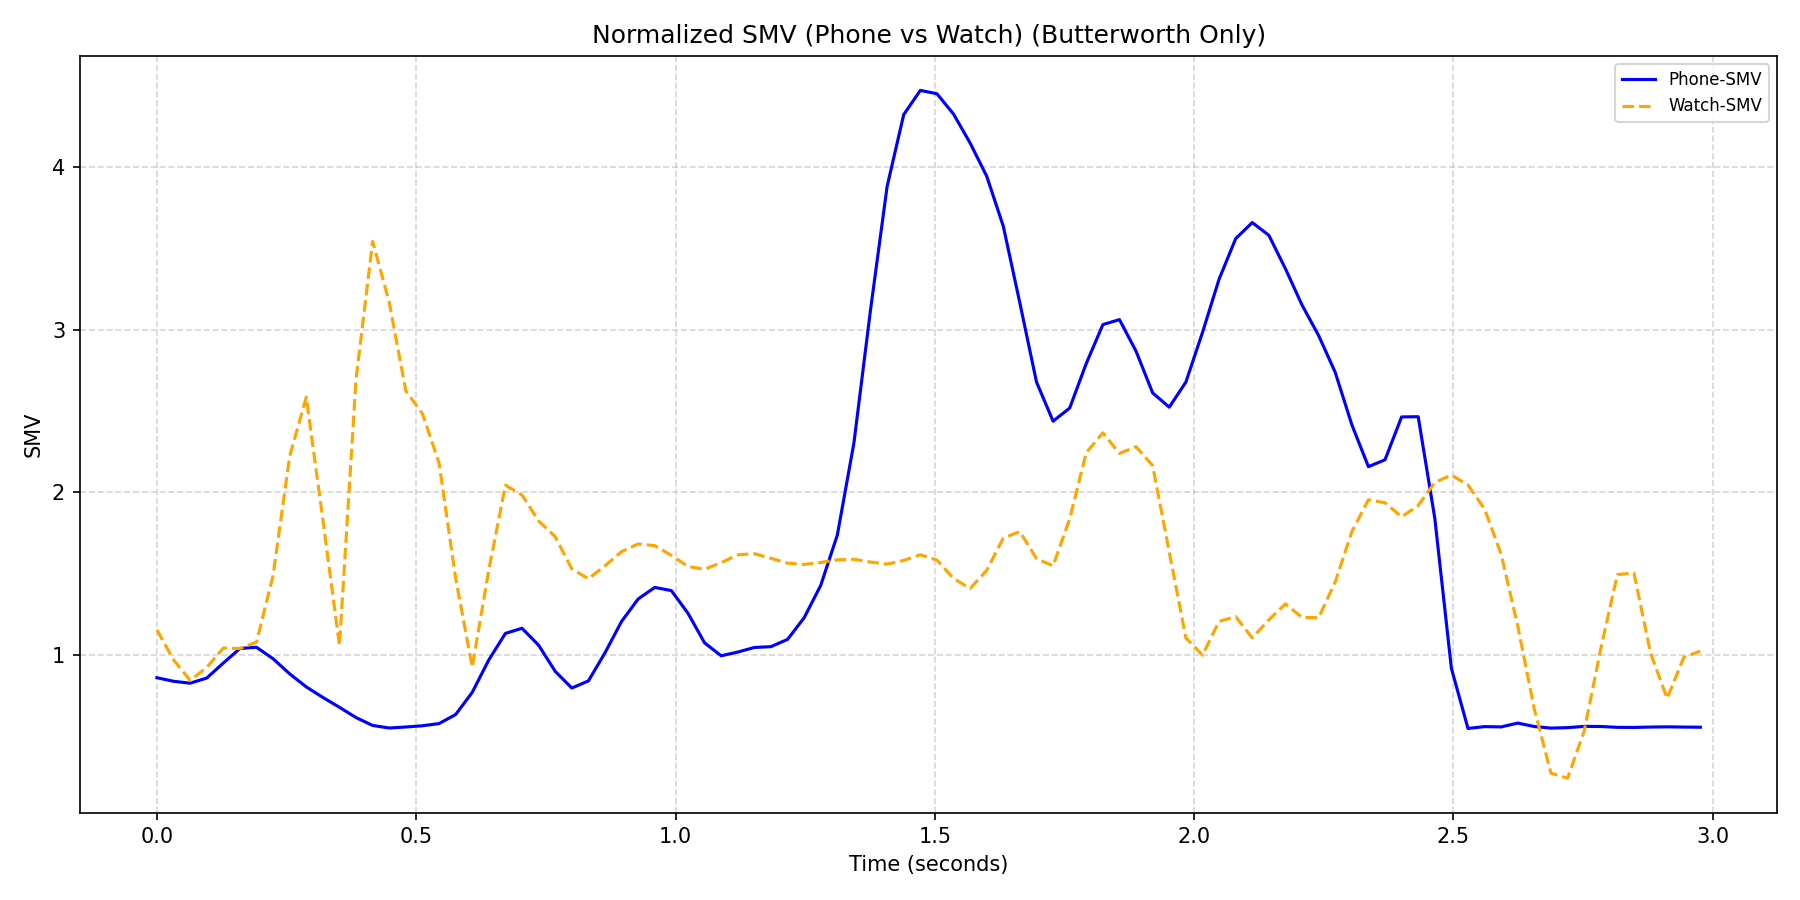 Normalized SMV (Phone vs Watch) (Butterworth Only)
Phone-SMV
Watch-SMV
SMV
4
3
2
1
0.0 0.5 1.0 1.5 2.0 2.5 3.0
Time (seconds)